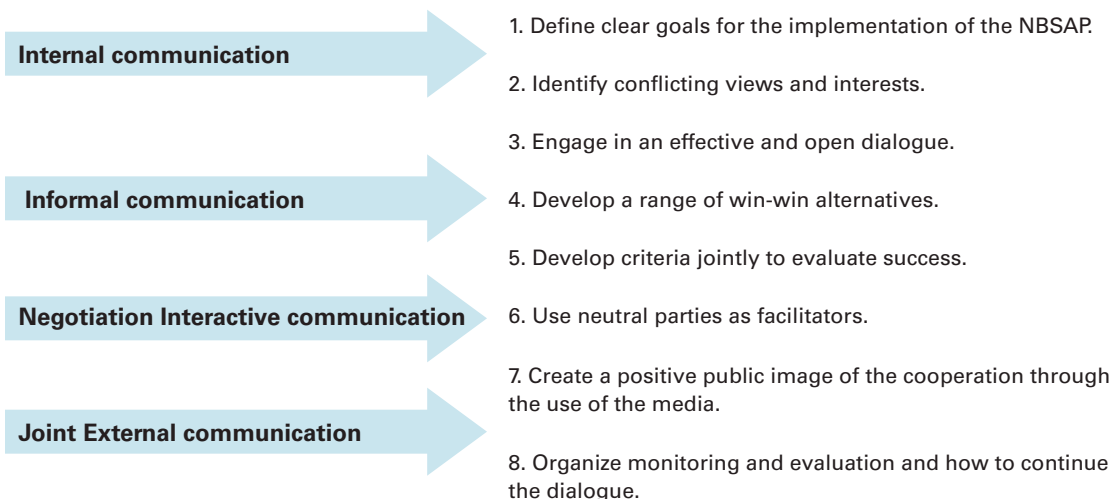 Internal communication
Informal communication
Negotiation Interactive communication
Joint External communication
1. Define clear goals for the implementation of the NBSAP.
2. Identify conflicting views and interests.
3. Engage in an effective and open dialogue.
4. Develop a range of win-win alternatives.
5. Develop criteria jointly to evaluate success.
6. Use neutral parties as facilitators.
7. Create a positive public image of the cooperation through
the use of the media.
8. Organize monitoring and evaluation and how to continue
the dialogue.